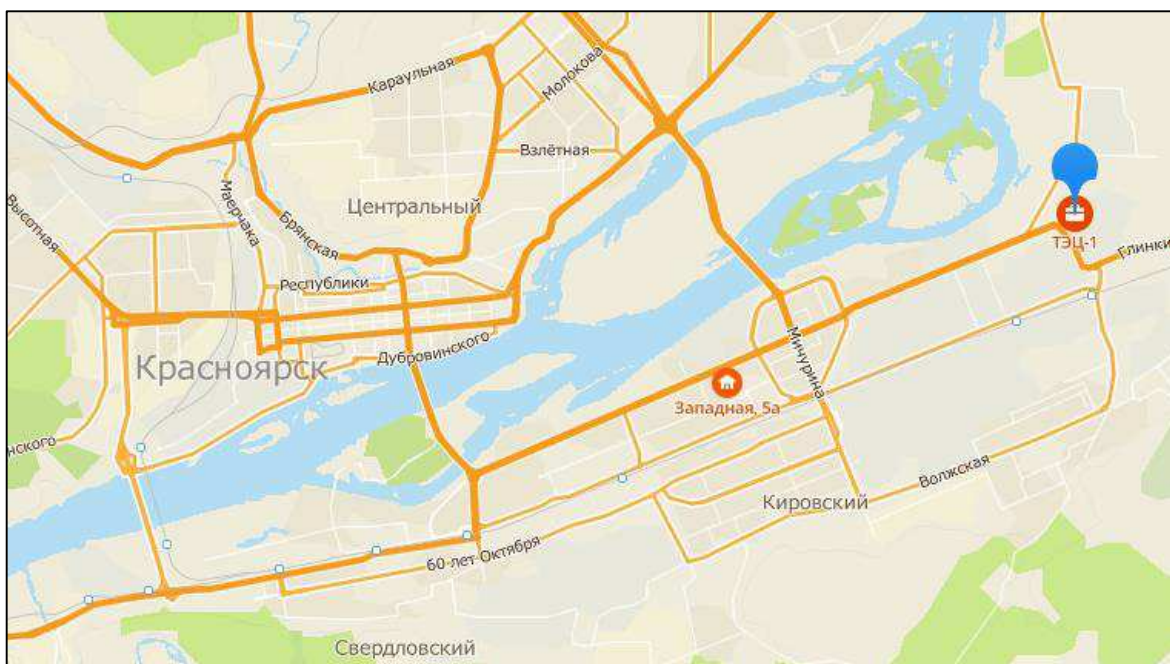 Караульная
Молокова
Взлётная
Маерчака
Центральный
Высотная
Брянская
ТЭЦ-1
Глинки
Республики
Дубровинского
Красноярск
Мичурина
Западная, 5а
нского
Волжская
Кировский
60 лет Октября
Свердловский